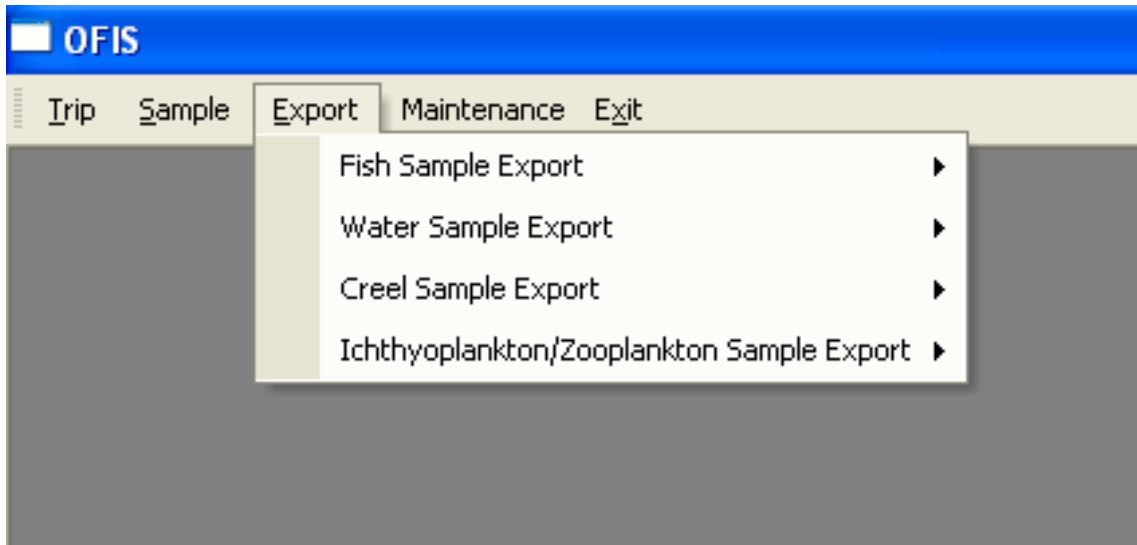 OFIS
Trip Sample Export Maintenance Exit
Fish Sample Export
Water Sample Export
Creel Sample Export
Ichthyoplankton/Zooplankton Sample Export